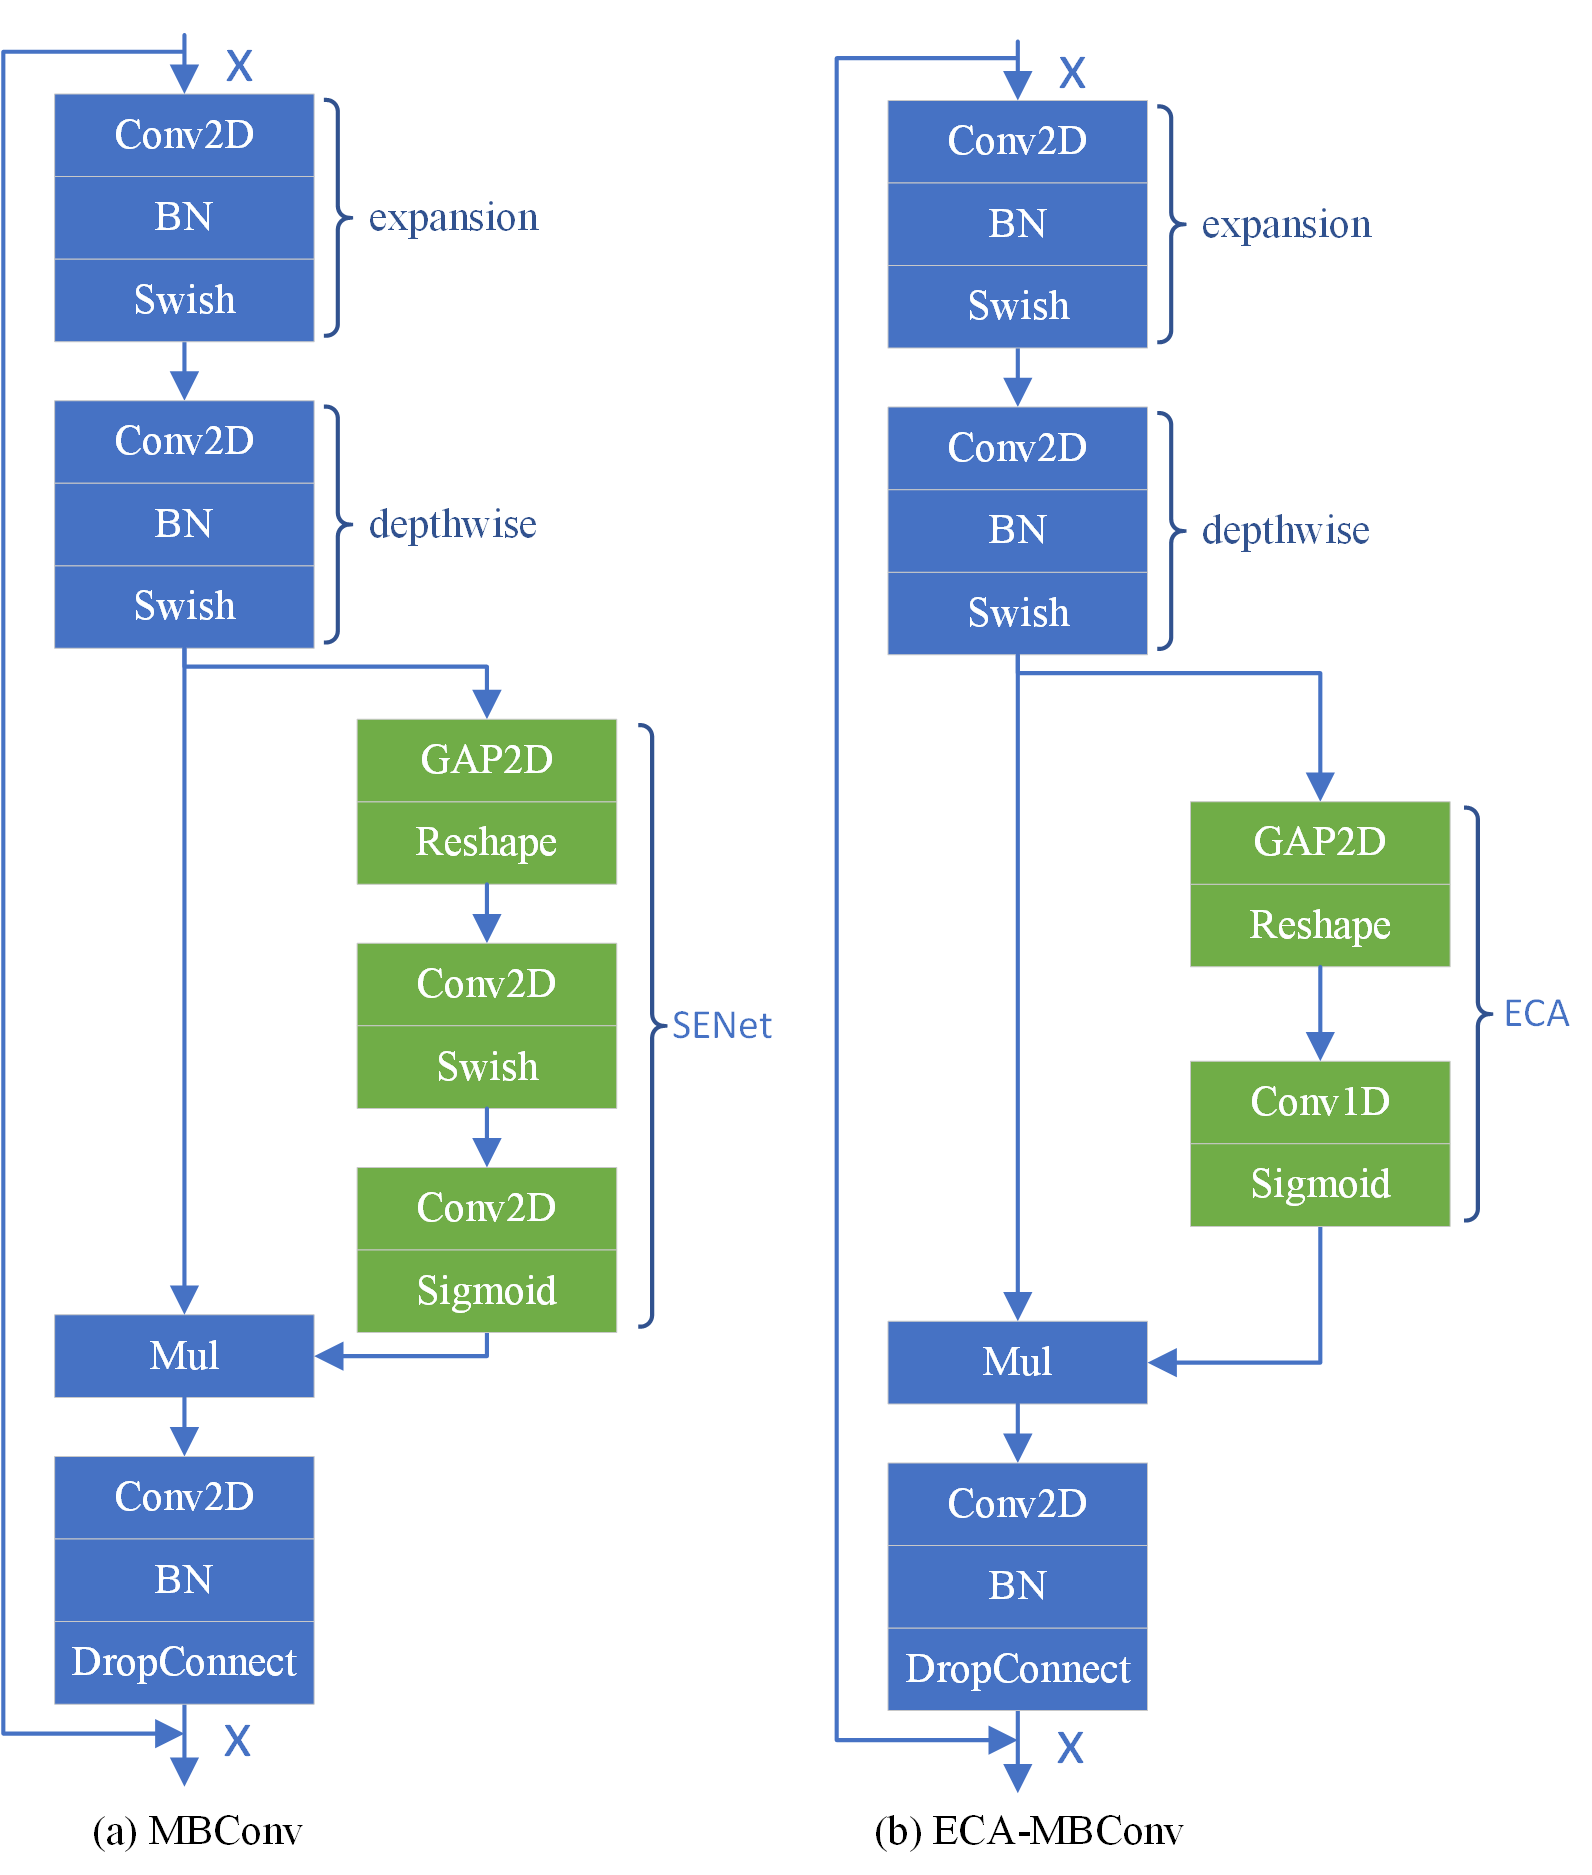 X
Conv2D
BN
Swish
expansion
Conv2D
BN
Swish
depthwise
GAP2D
Reshape
Conv2D
Swish
Conv2D
Sigmoid
SENet
Mul
Conv2D
BN
DropConnect
X
(a) MBConv
X
Conv2D
BN
Swish
expansion
Conv2D
BN
Swish
depthwise
GAP2D
Reshape
Conv1D
Sigmoid
ECA
Mul
Conv2D
BN
DropConnect
X
(b) ECA-MBConv